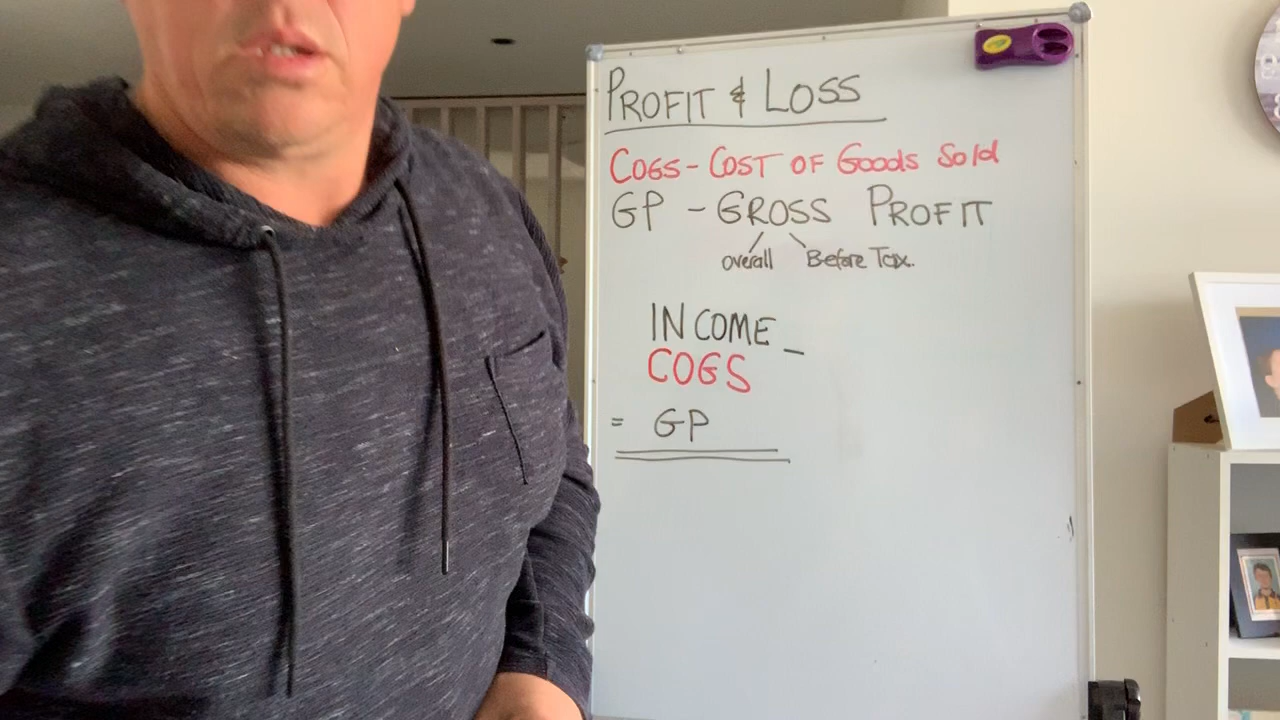 PROFIT & LOSS
COGS - COST OF Goods Sold
GP - GROSS PROFIT
overall Before Tax.
INCOME -
COGS
= GP